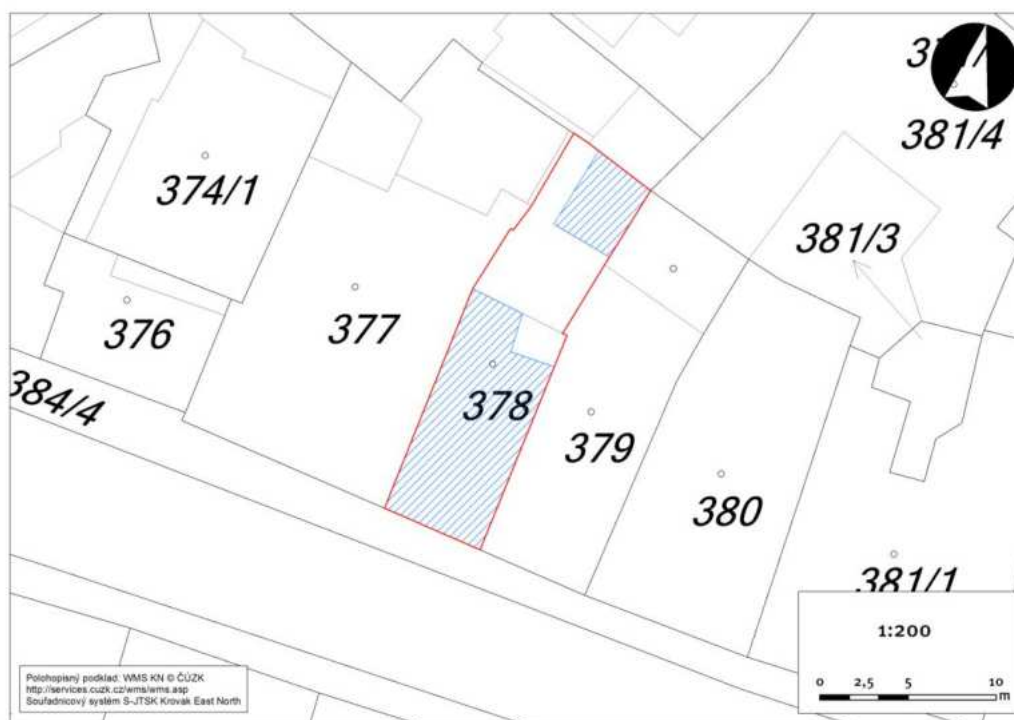 381/4
374/1
381/3
376
377
384/4
378
379
380
381/1
1:200
0 2,5 5 10
m
Polohopisný podklad: WMS KN © ČÚZK
http://services.cuzk.cz/wms/wms.asp
Souřadnicový systém S-JTSK Krovak East North